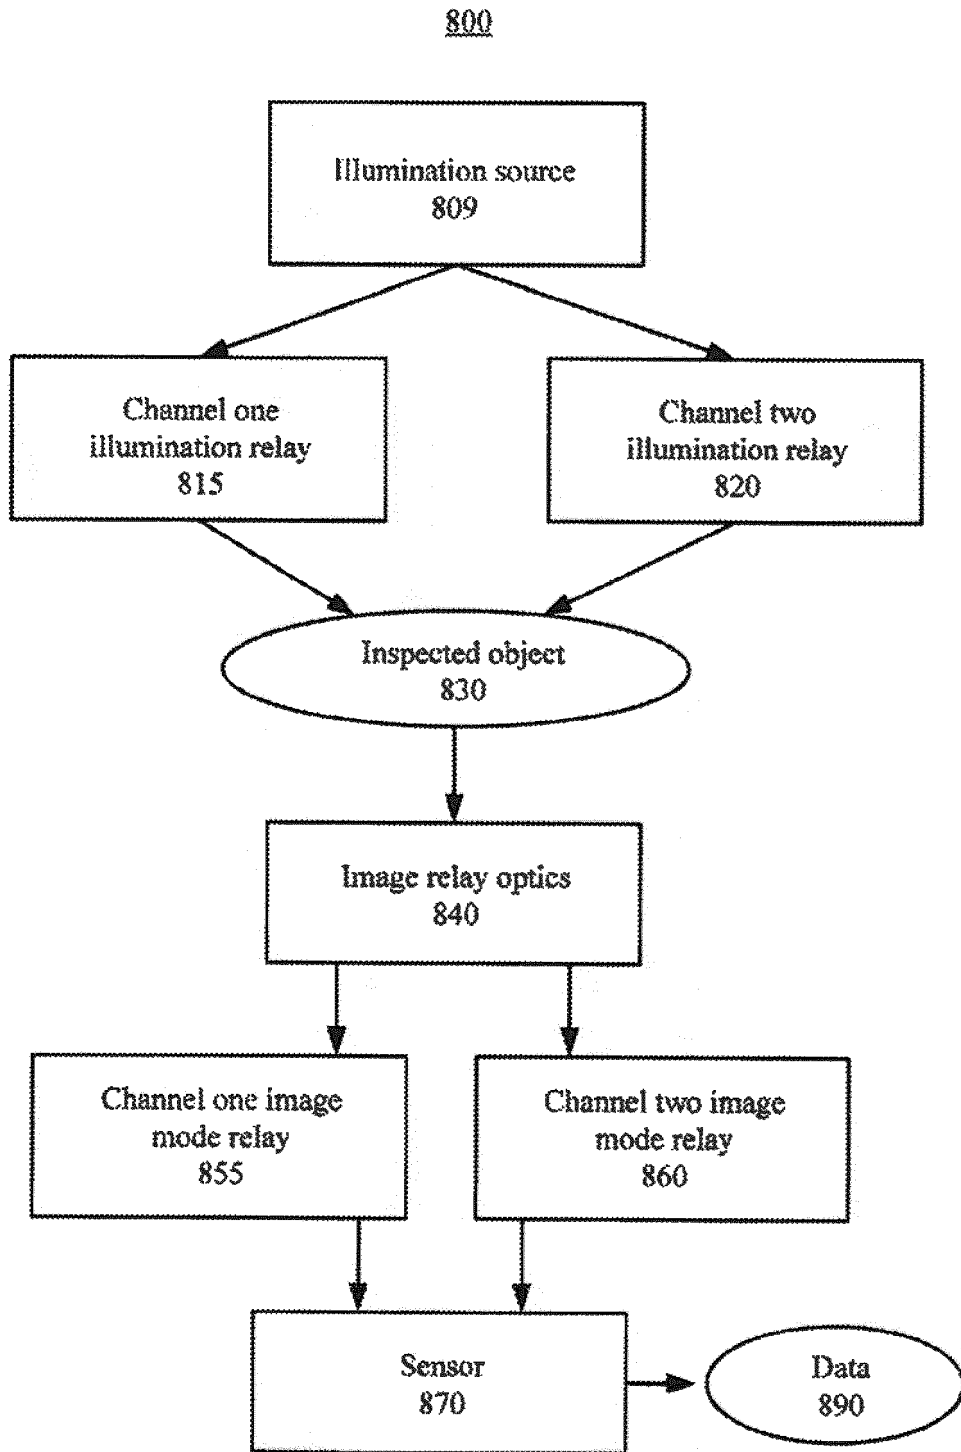 800
Illumination source
809
Channel one
illumination relay
815
Channel two
illumination relay
820
Inspected object
830
Image relay optics
840
Channel one image
mode relay
855
Channel two image
mode relay
860
Sensor
870
Data
890